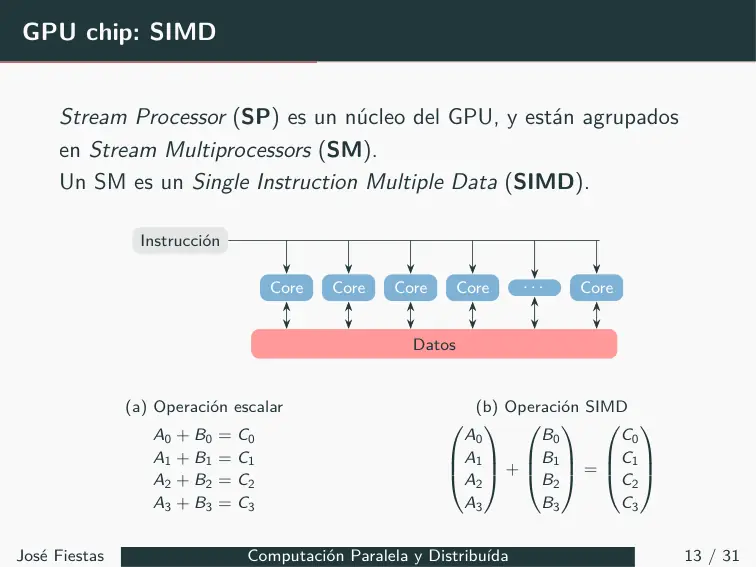 GPU chip: SIMD
Stream Processor (SP) es un núcleo del GPU, y están agrupados
en Stream Multiprocessors (SM).
Un SM es un Single Instruction Multiple Data (SIMD).
Instrucción
Core Core Core Core ··· Core
Datos
(a) Operación escalar
A₀ + B₀ = C₀
A₁ + B₁ = C₁
A₂ + B₂ = C₂
A₃ + B₃ = C₃
(b) Operación SIMD
A₀ B₀ C₀
A₁ B₁ C₁
+ =
A₂ B₂ C₂
A₃ B₃ C₃
José Fiestas Computación Paralela y Distribuída 13 / 31